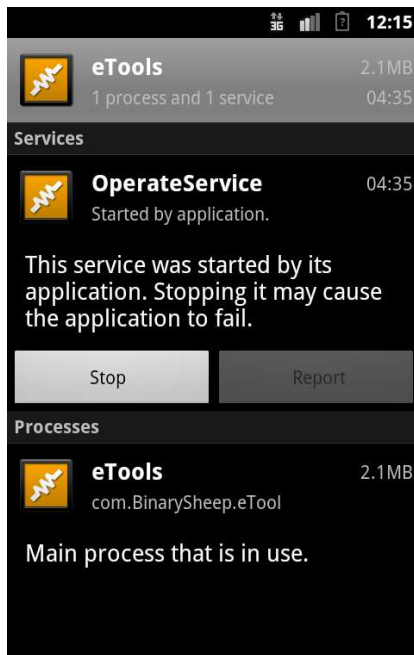 3G 12:15
eTools 2.1MB
1 process and 1 service 04:35
Services
OperateService 04:35
Started by application.
This service was started by its
application. Stopping it may cause
the application to fail.
Stop Report
Processes
eTools 2.1MB
com.BinarySheep.eTool
Main process that is in use.